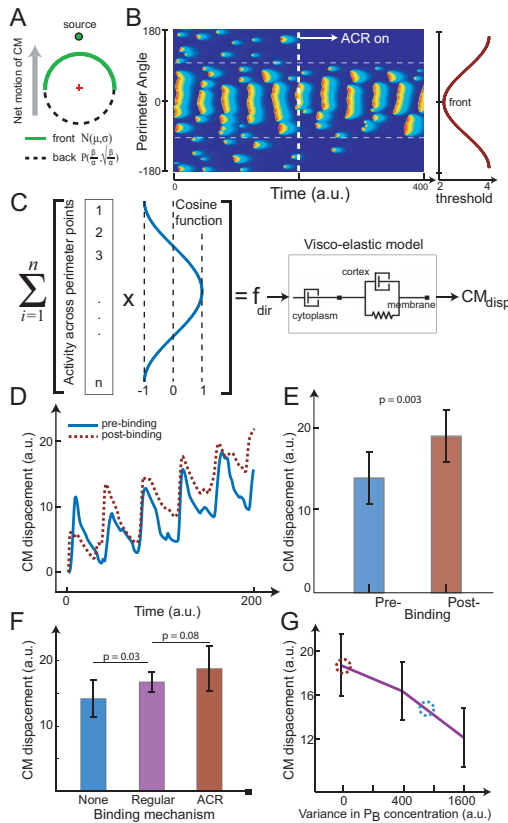 A
source
Net motion of CM
front N(μ,σ)
back P(β/α,√β/α)
B
180
0
-180
Perimeter Angle
ACR on
0
400
Time (a.u.)
front
2
4
threshold
C
n
∑
i=1
Activity across perimeter points
1
2
3
.
.
.
n
x
Cosine
function
-1
0
1
= f dir
Visco-elastic model
cortex
cytoplasm
membrane
CM disp
D
pre-binding
post-binding
CM dispacement (a.u.)
20
10
0
0
200
Time (a.u.)
E
p = 0.003
CM dispacement (a.u.)
20
10
0
Pre-
Post-
Binding
F
p = 0.03
p = 0.08
CM displacement (a.u.)
20
10
0
None
Regular
ACR
Binding mechanism
G
CM displacement (a.u.)
20
16
12
0
400
1600
Variance in PB concentration (a.u.)